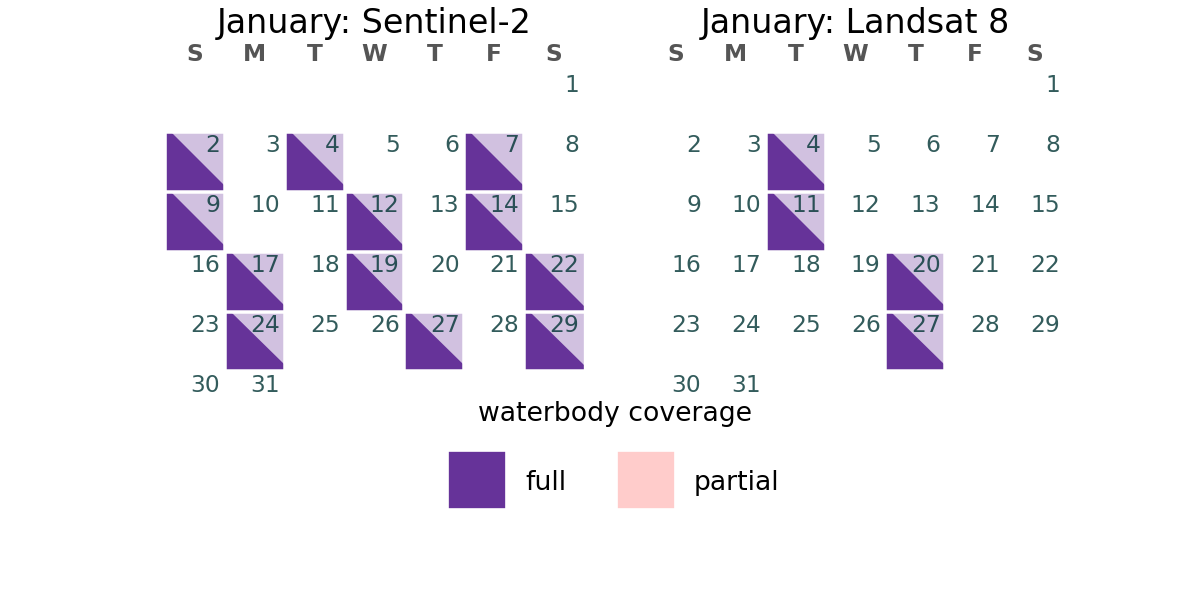 January: Sentinel-2
S M T W T F S
1
2 3 4 5 6 7 8
9 10 11 12 13 14 15
16 17 18 19 20 21 22
23 24 25 26 27 28 29
30 31
January: Landsat 8
S M T W T F S
1
2 3 4 5 6 7 8
9 10 11 12 13 14 15
16 17 18 19 20 21 22
23 24 25 26 27 28 29
30 31
waterbody coverage
full partial